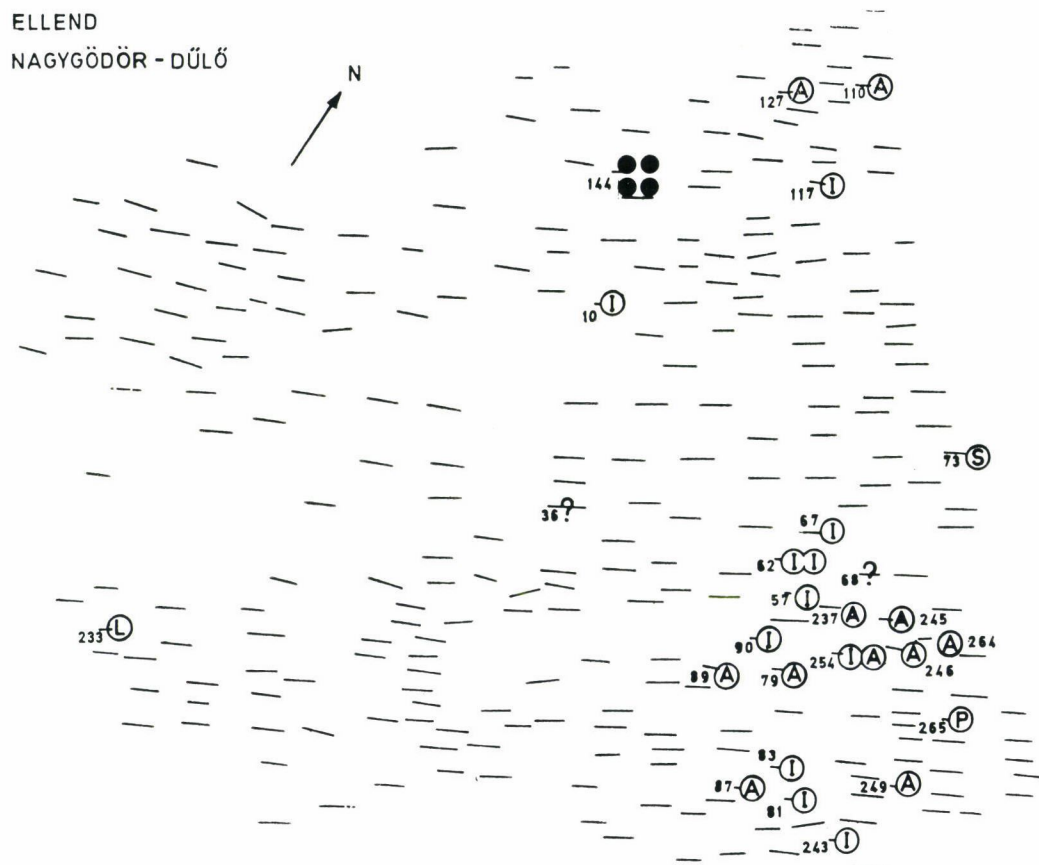 ELLEND
NAGYGÖDÖR - DŰLŐ
N
127 A
110 A
144
117 I
10 I
73 S
36 ?
67 I
62 I I
68 ?
57 I
237 A
A 245
233 L
90 I
254 I A
A 246
A 264
89 A
79 A
265 P
83 I
87 A
81 I
249 A
243 I